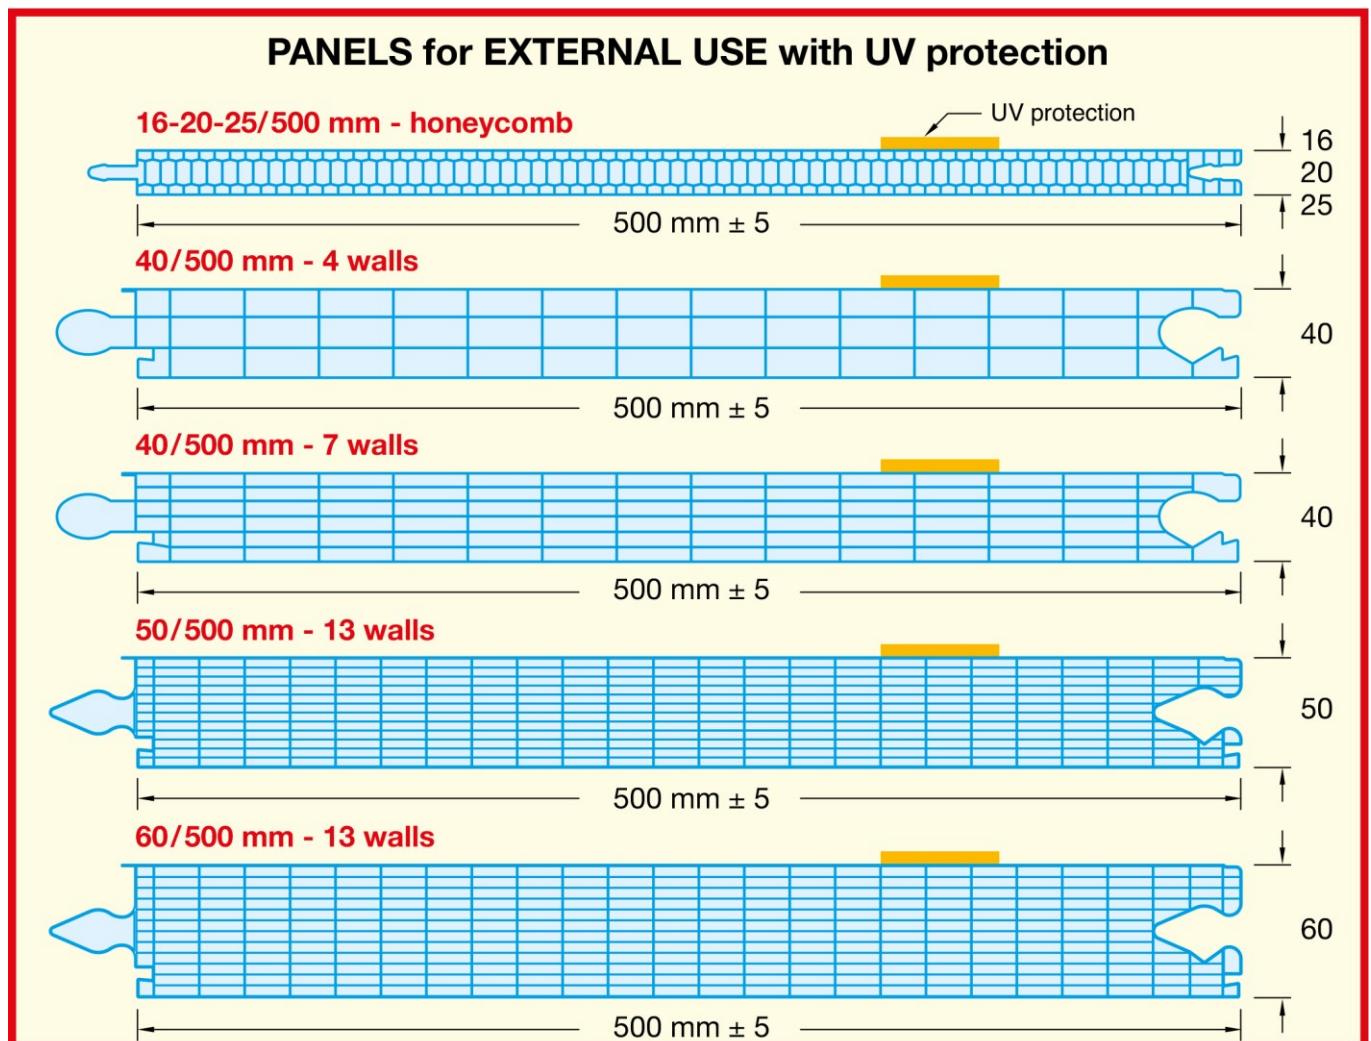 PANELS for EXTERNAL USE with UV protection
16-20-25/500 mm - honeycomb
UV protection
16
20
25
500 mm ± 5
40/500 mm - 4 walls
40
500 mm ± 5
40/500 mm - 7 walls
40
500 mm ± 5
50/500 mm - 13 walls
50
500 mm ± 5
60/500 mm - 13 walls
60
500 mm ± 5